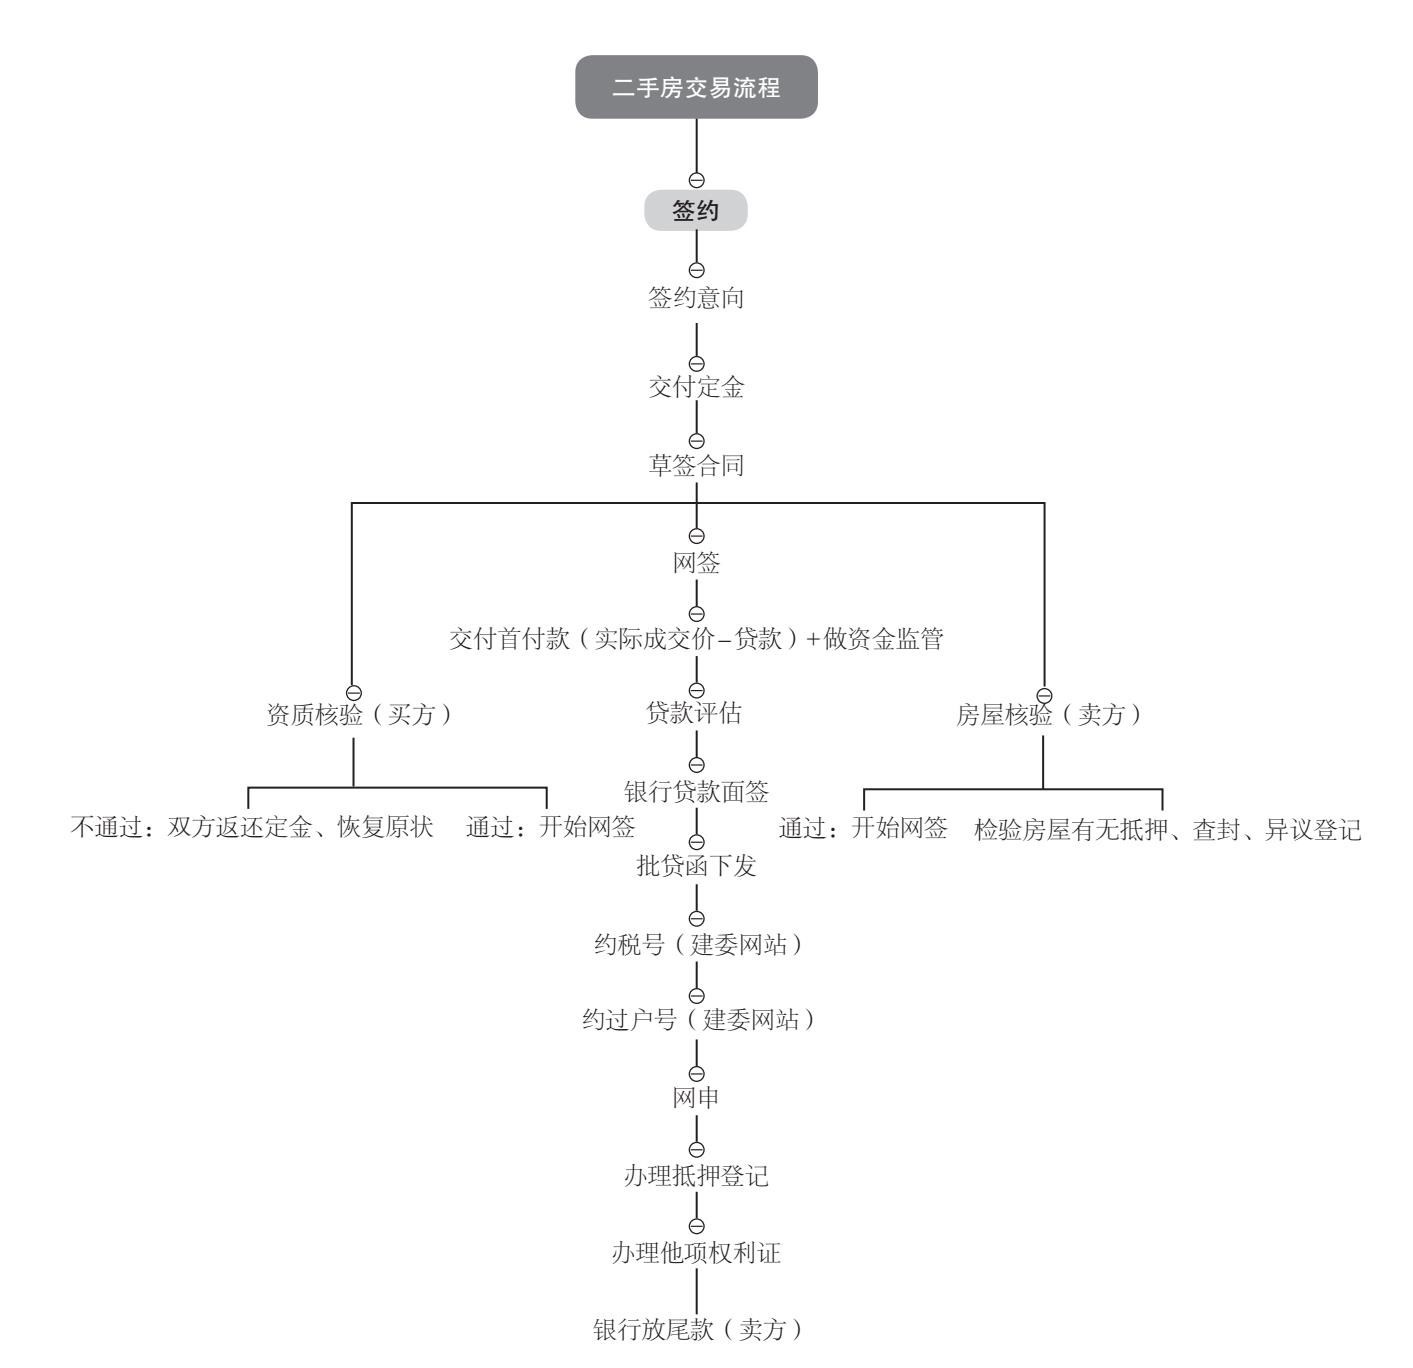 二手房交易流程
签约
签约意向
交付定金
草签合同
网签
交付首付款（实际成交价–贷款）+做资金监管
资质核验（买方）
贷款评估
房屋核验（卖方）
银行贷款面签
不通过：双方返还定金、恢复原状
通过：开始网签
通过：开始网签
检验房屋有无抵押、查封、异议登记
批贷函下发
约税号（建委网站）
约过户号（建委网站）
网申
办理抵押登记
办理他项权利证
银行放尾款（卖方）